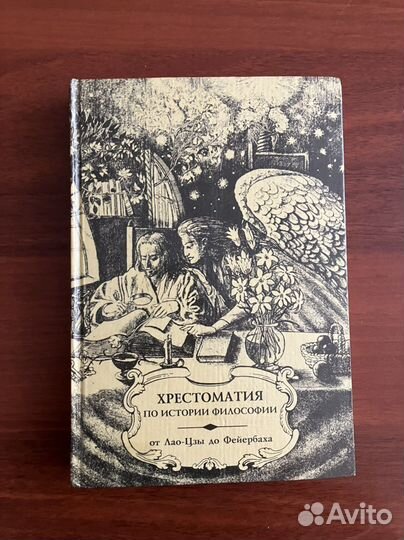 ХРЕСТОМАТИЯ
ПО ИСТОРИИ ФИЛОСОФИИ
от Лао-Цзы до Фейербаха
Avito